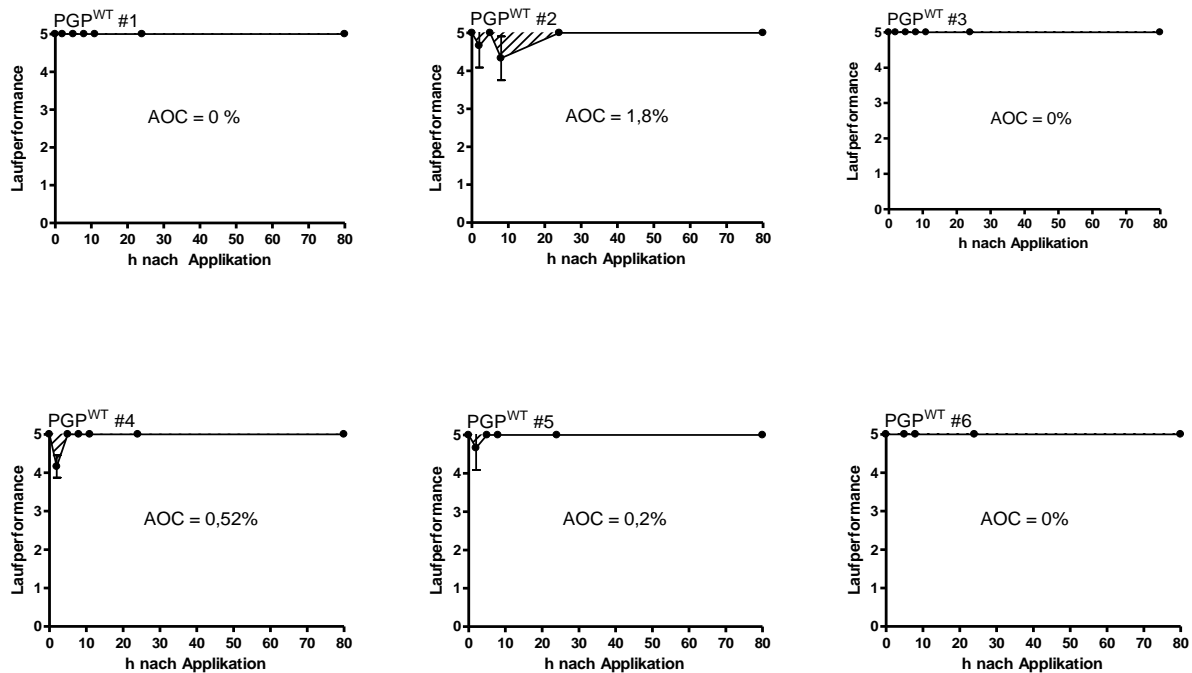 PGP^WT #1
5
4
3
2
1
0
AOC = 0 %
Laufperformance
0 10 20 30 40 50 60 70 80
h nach Applikation
PGP^WT #2
5
4
3
2
1
0
AOC = 1,8%
Laufperformance
0 10 20 30 40 50 60 70 80
h nach Applikation
PGP^WT #3
5
4
3
2
1
0
AOC = 0%
Laufperformance
0 10 20 30 40 50 60 70 80
h nach Applikation
PGP^WT #4
5
4
3
2
1
0
AOC = 0,52%
Laufperformance
0 10 20 30 40 50 60 70 80
h nach Applikation
PGP^WT #5
5
4
3
2
1
0
AOC = 0,2%
Laufperformance
0 10 20 30 40 50 60 70 80
h nach Applikation
PGP^WT #6
5
4
3
2
1
0
AOC = 0%
Laufperformance
0 10 20 30 40 50 60 70 80
h nach Applikation